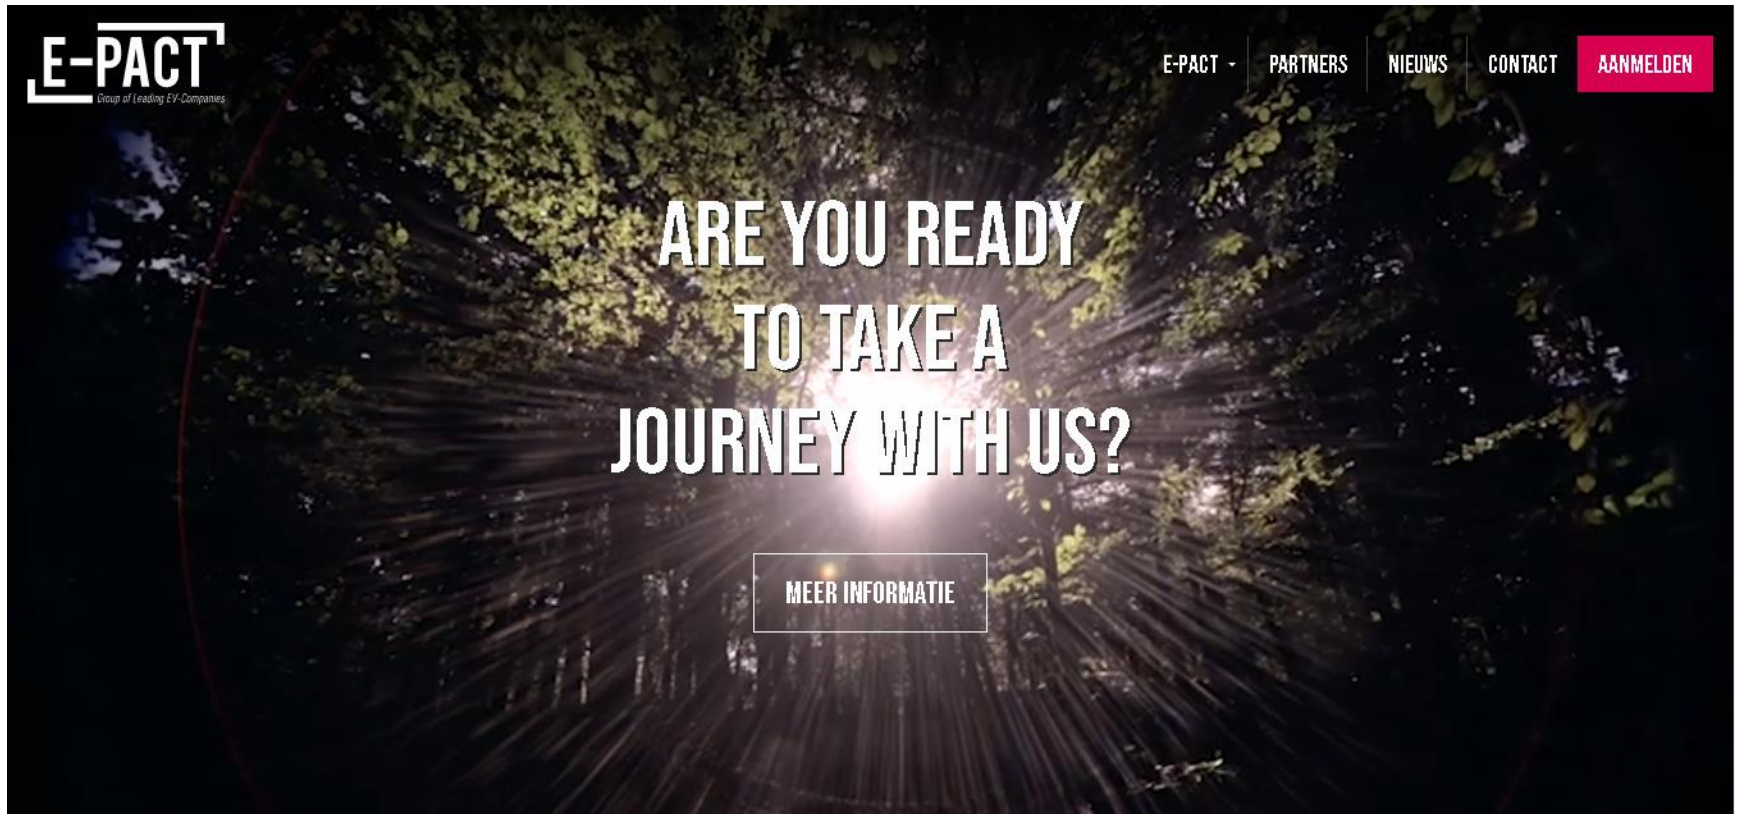 E-PACT
Group of Leading EV-Companies
E-PACT PARTNERS NIEUWS CONTACT AANMELDEN
ARE YOU READY
TO TAKE A
JOURNEY WITH US?
MEER INFORMATIE